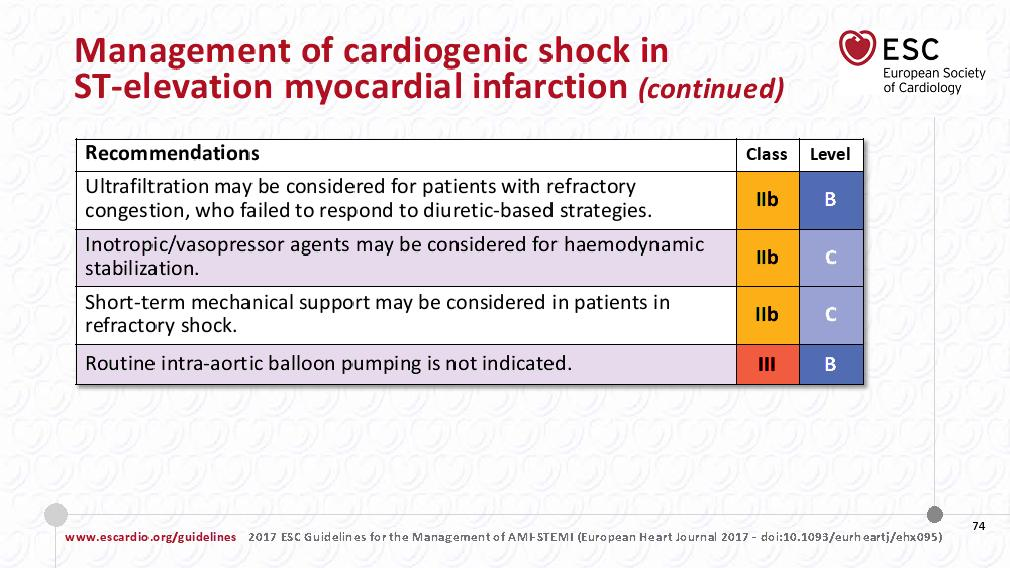 Management of cardiogenic shock in
ST-elevation myocardial infarction (continued)
ESC
European Society
of Cardiology
Recommendations Class Level
Ultrafiltration may be considered for patients with refractory
congestion, who failed to respond to diuretic-based strategies.
IIb B
Inotropic/vasopressor agents may be considered for haemodynamic
stabilization.
IIb C
Short-term mechanical support may be considered in patients in
refractory shock.
IIb C
Routine intra-aortic balloon pumping is not indicated. III B
www.escardio.org/guidelines 2017 ESC Guidelines for the Management of AMI-STEMI (European Heart Journal 2017 - doi:10.1093/eurheartj/ehx095)
74